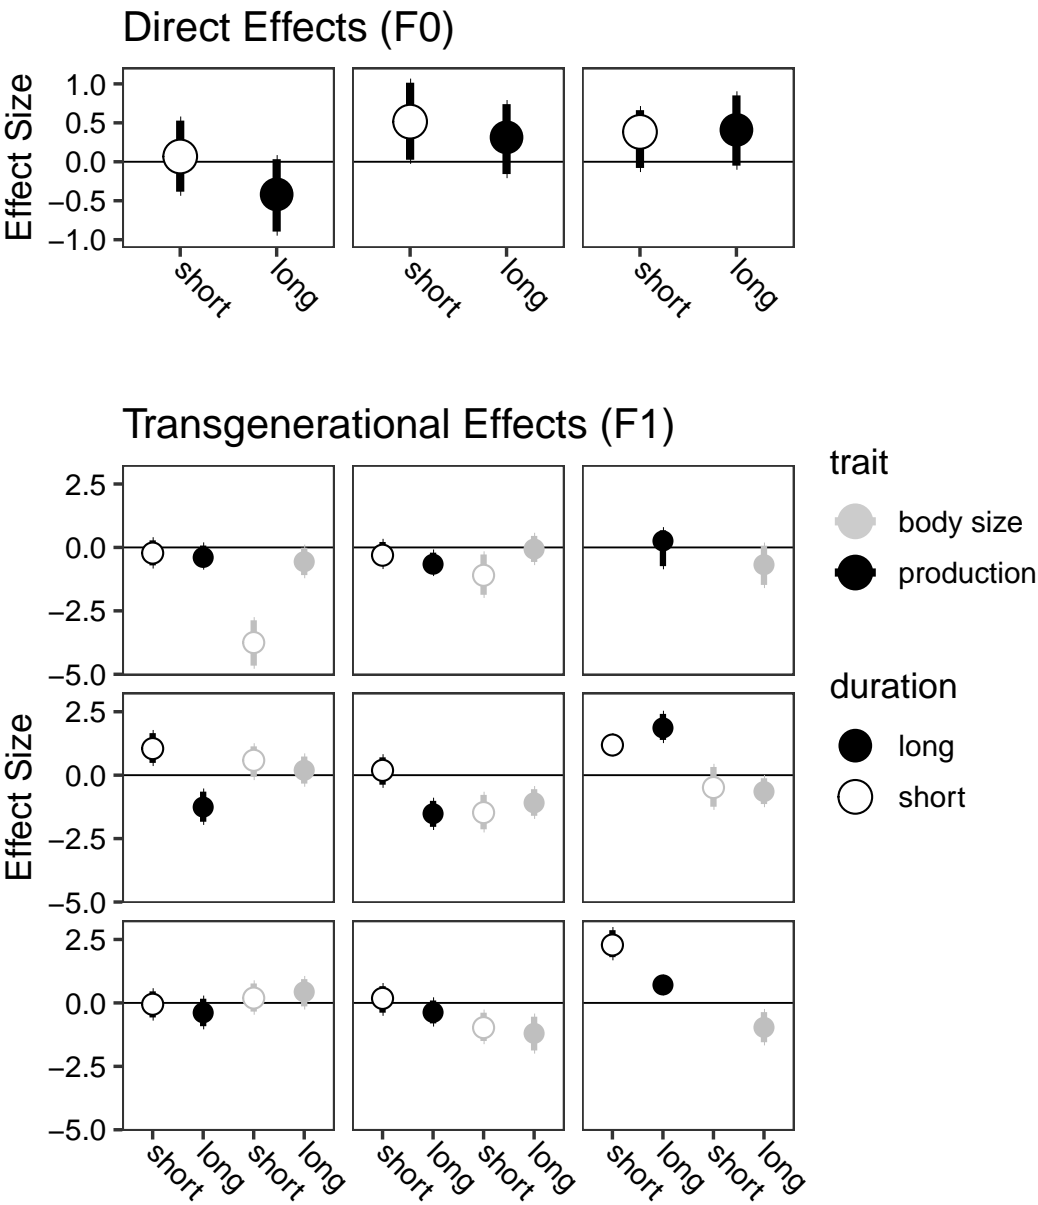 Direct Effects (F0)
Effect Size
1.0
0.5
0.0
−0.5
−1.0
short
long
short
long
short
long
Transgenerational Effects (F1)
Effect Size
2.5
0.0
−2.5
−5.0
2.5
0.0
−2.5
−5.0
2.5
0.0
−2.5
−5.0
short
long
short
long
short
long
short
long
short
long
short
long
trait
body size
production
duration
long
short